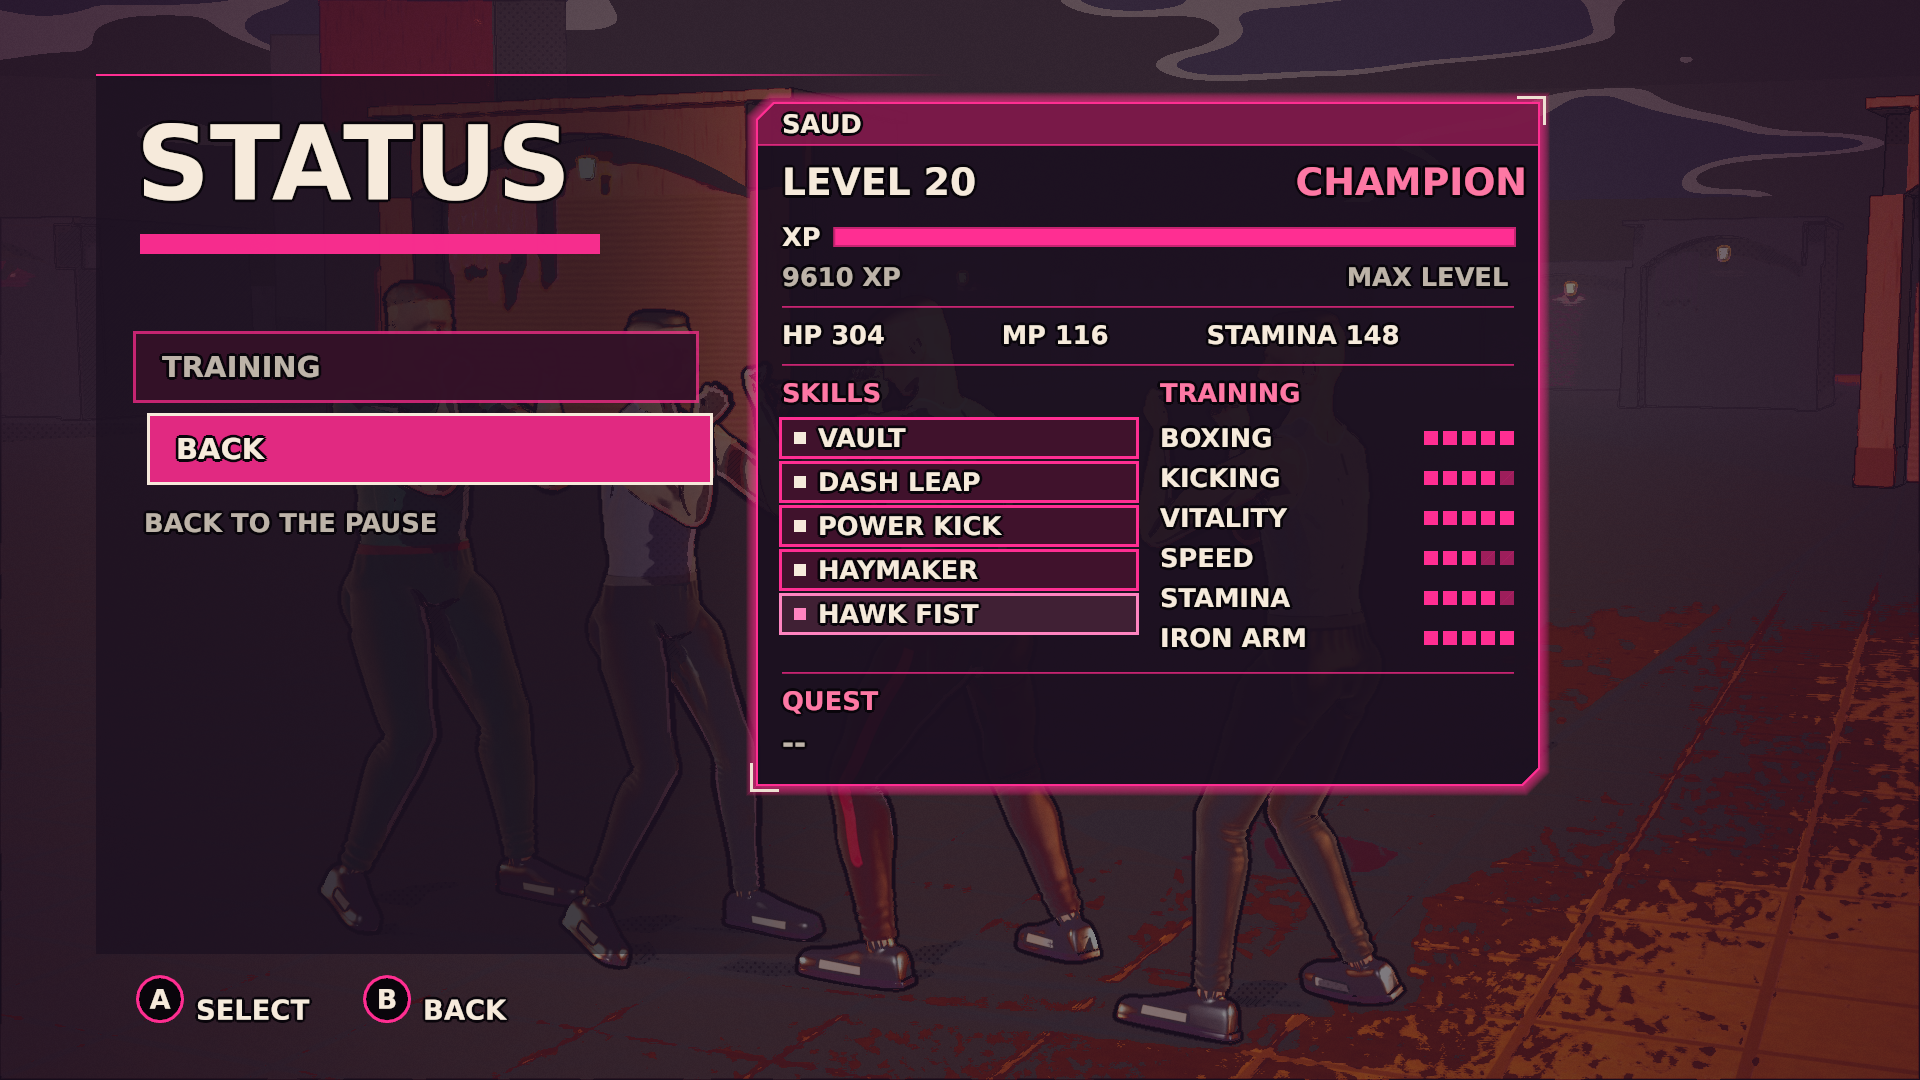 STATUS
TRAINING
BACK
BACK TO THE PAUSE
SAUD
LEVEL 20 CHAMPION
XP
9610 XP MAX LEVEL
HP 304 MP 116 STAMINA 148
SKILLS
VAULT
DASH LEAP
POWER KICK
HAYMAKER
HAWK FIST
TRAINING
BOXING
KICKING
VITALITY
SPEED
STAMINA
IRON ARM
QUEST
--
A SELECT B BACK